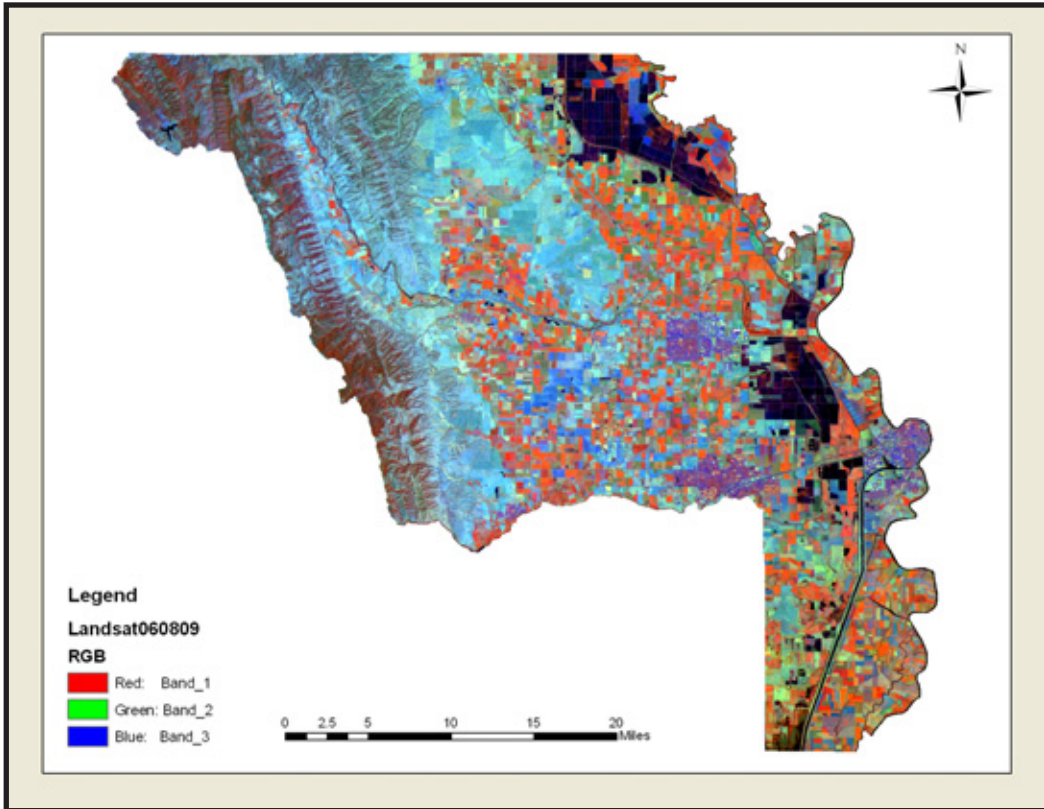 N
Legend
Landsat060809
RGB
Red: Band_1
Green: Band_2
Blue: Band_3
0 2.5 5 10 15 20
Miles